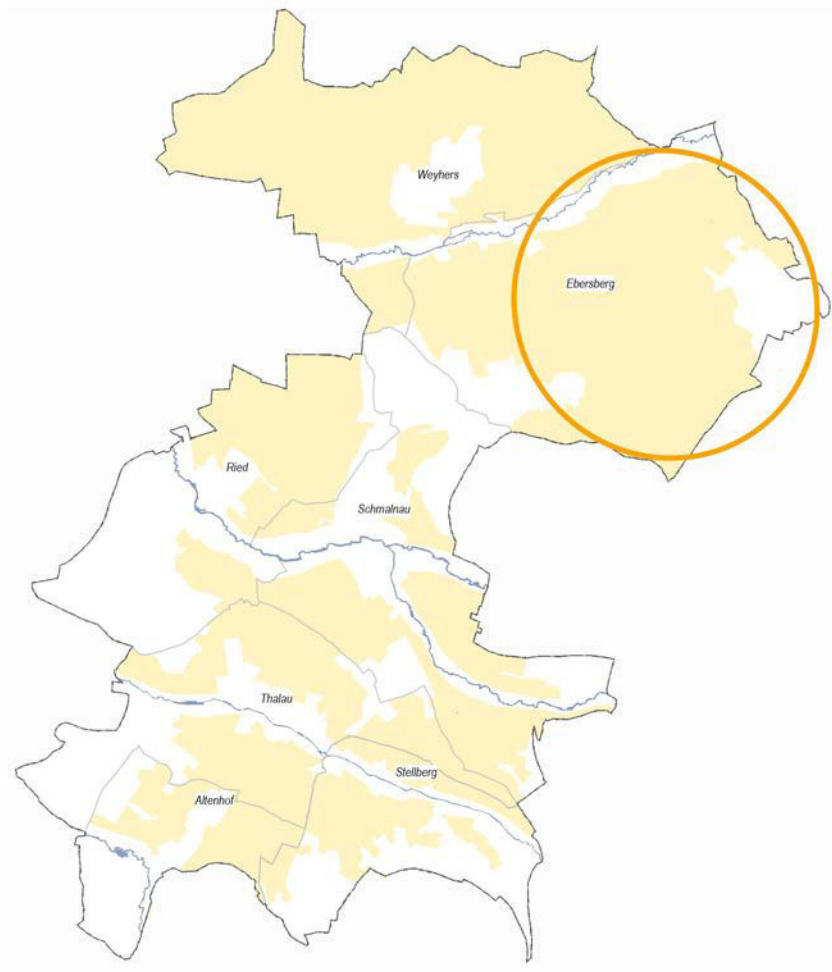 Weyhers
Ebersberg
Ried
Schmalnau
Thalau
Stellberg
Altenhof